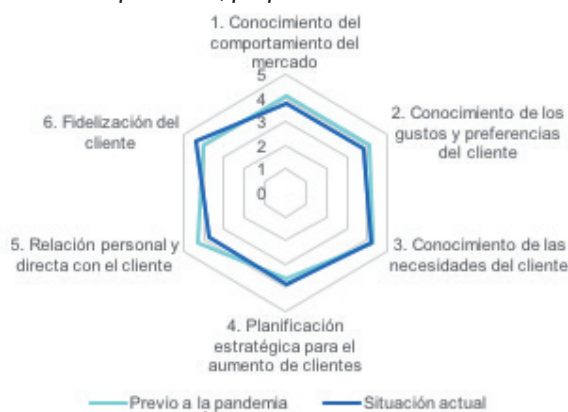 1. Conocimiento del
comportamiento del
mercado
5
4
3
2
1
0
2. Conocimiento de los
gustos y preferencias
del cliente
3. Conocimiento de las
necesidades del cliente
4. Planificación
estratégica para el
aumento de clientes
5. Relación personal y
directa con el cliente
6. Fidelización del
cliente
Previo a la pandemia
Situación actual